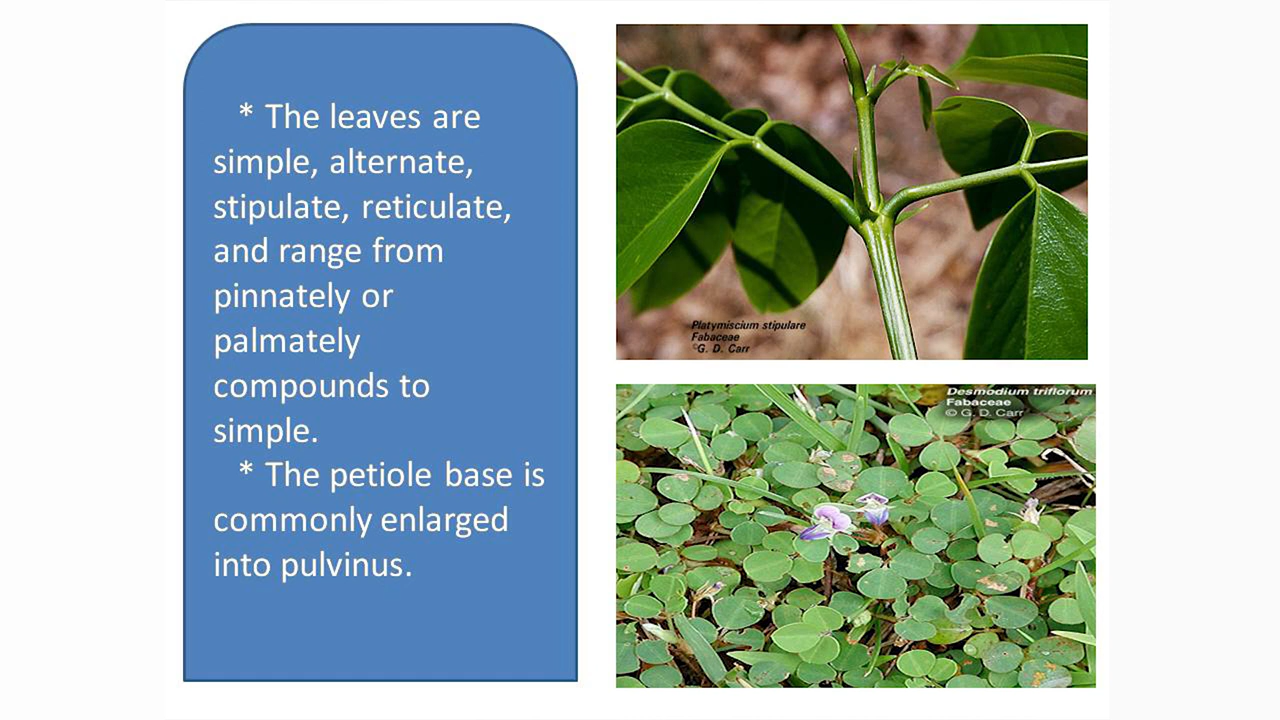 * The leaves are
simple, alternate,
stipulate, reticulate,
and range from
pinnately or
palmately
compounds to
simple.
* The petiole base is
commonly enlarged
into pulvinus.
Platymiscium stipulare
Fabaceae
©G. D. Carr
Desmodium triflorum
Fabaceae
© G. D. Carr